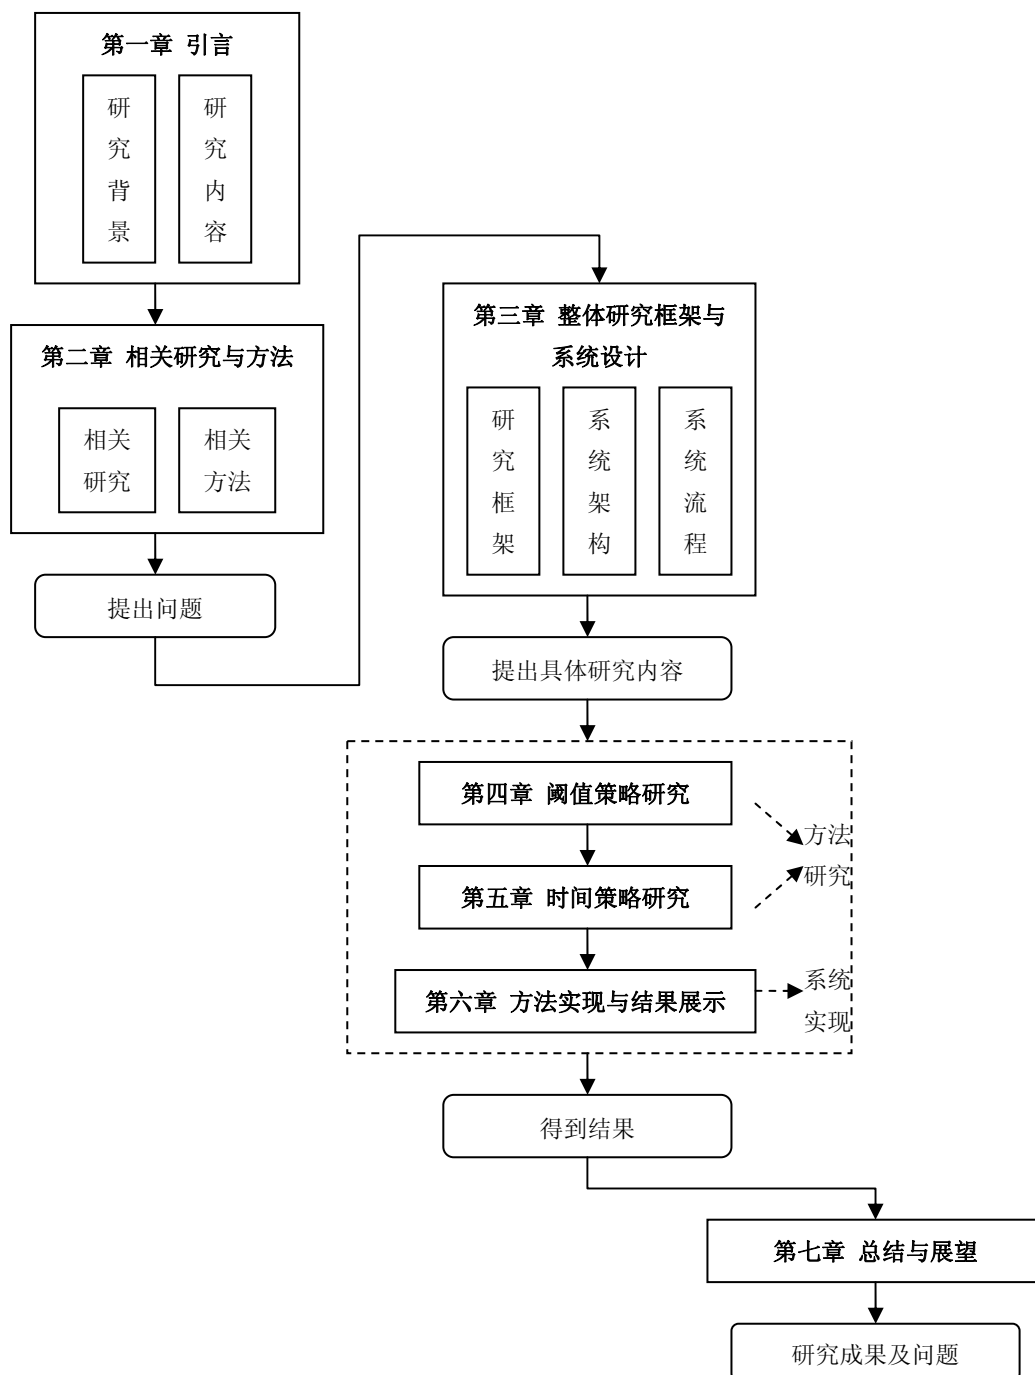 第一章 引言
研究背景
研究内容
第二章 相关研究与方法
相关
研究
相关
方法
提出问题
第三章 整体研究框架与
系统设计
研究框架
系统架构
系统流程
提出具体研究内容
第四章 阈值策略研究
方法
研究
第五章 时间策略研究
第六章 方法实现与结果展示
系统
实现
得到结果
第七章 总结与展望
研究成果及问题